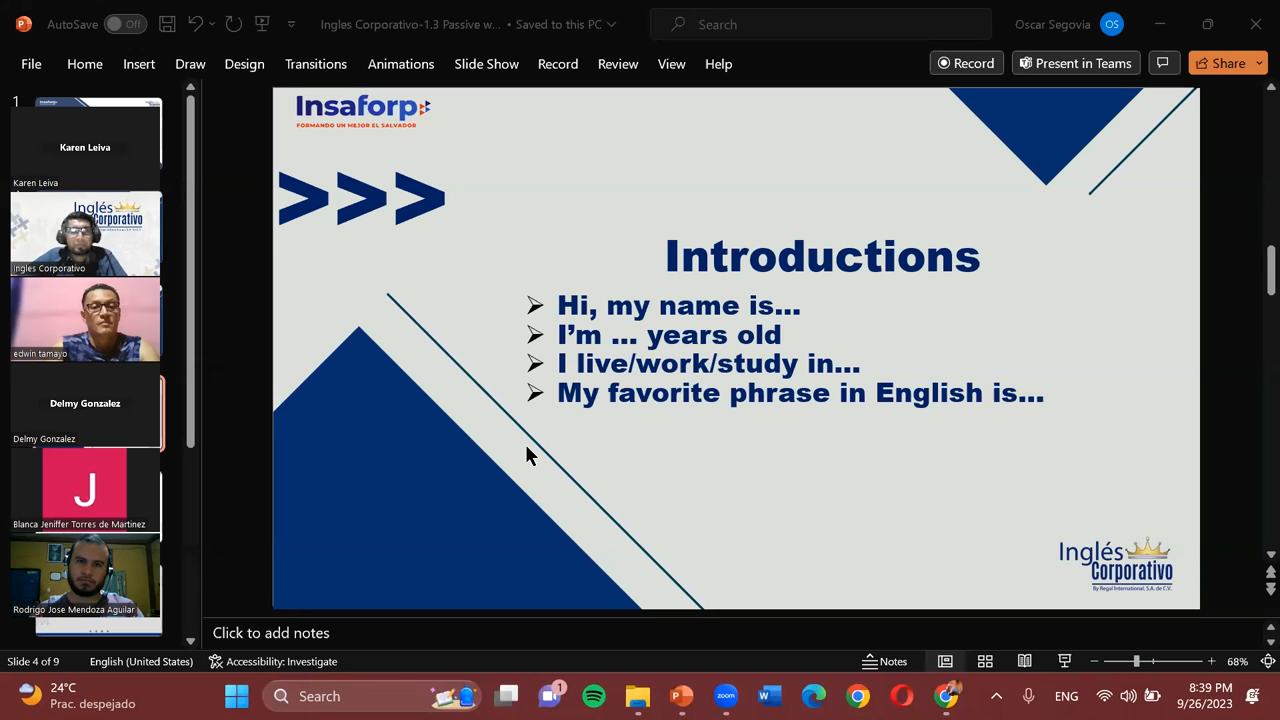 AutoSave Off
Ingles Corporativo-1.3 Passive w... • Saved to this PC
Search
Oscar Segovia OS
File Home Insert Draw Design Transitions Animations Slide Show Record Review View Help
Record
Present in Teams
Share
1
Karen Leiva
Karen Leiva
Inglés
Corporativo
Ingles Corporativo
edwin tamayo
Delmy Gonzalez
Delmy Gonzalez
J
Blanca Jeniffer Torres de Martinez
Rodrigo Jose Mendoza Aguilar
Insaforp
FORMANDO UN MEJOR EL SALVADOR
>>>
Introductions
Hi, my name is...
I’m ... years old
I live/work/study in...
My favorite phrase in English is...
Inglés
Corporativo
By Regal International, S.A. de C.V.
Click to add notes
Slide 4 of 9
English (United States)
Accessibility: Investigate
Notes
68%
24°C
Prac. despejado
Search
1
zoom
ENG
8:39 PM
9/26/2023